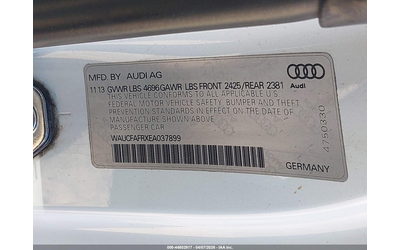 MFD. BY AUDI AG
11.13 GVWR LBS 4696 GAWR LBS FRONT 2425/REAR 2381
THIS VEHICLE CONFORMS TO ALL APPLICABLE U.S.
FEDERAL MOTOR VEHICLE SAFETY, BUMPER AND THEFT
PREVENTION STANDARDS IN EFFECT ON THE DATE
OF MANUFACTURE SHOWN ABOVE.
PASSENGER CAR
WAUCFAFRXEA037899
GERMANY
Audi
4750330